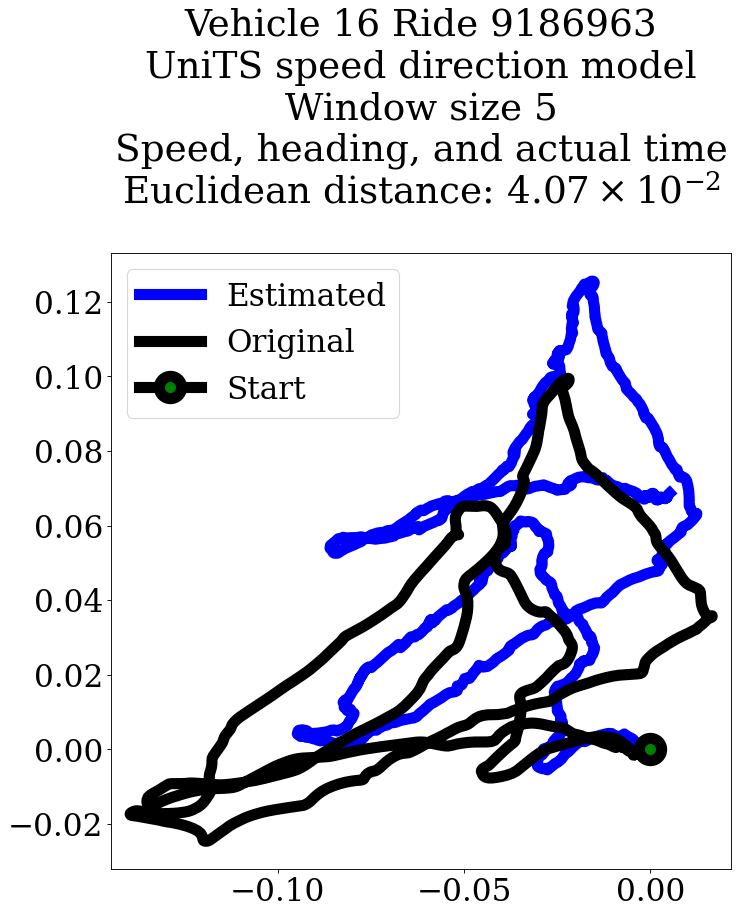 Vehicle 16 Ride 9186963
UniTS speed direction model
Window size 5
Speed, heading, and actual time
Euclidean distance: 4.07 × 10⁻²
Estimated
Original
Start
0.12
0.10
0.08
0.06
0.04
0.02
0.00
−0.02
−0.10 −0.05 0.00